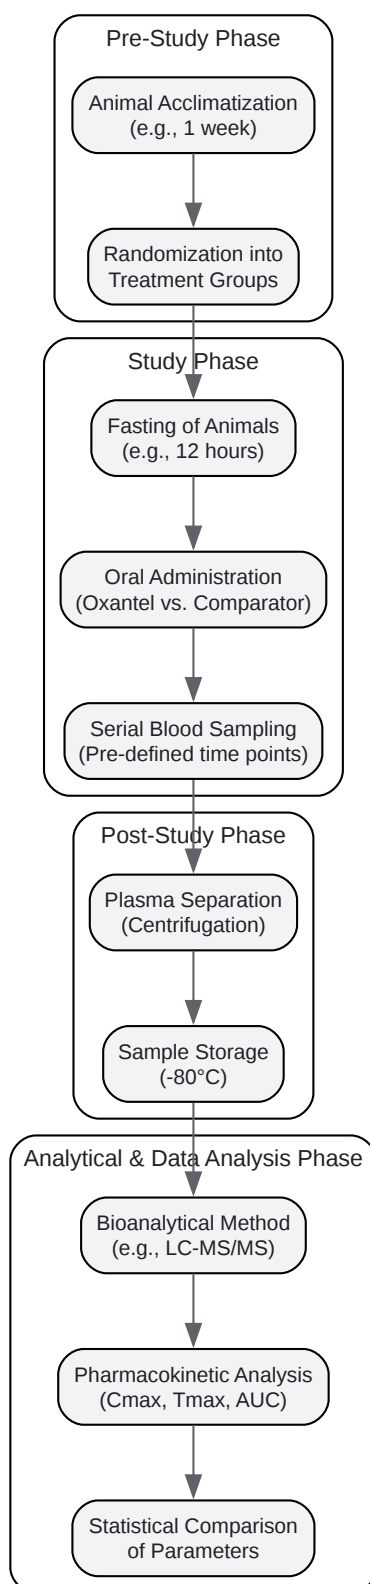 Pre-Study Phase
Animal Acclimatization
(e.g., 1 week)
Randomization into
Treatment Groups
Study Phase
Fasting of Animals
(e.g., 12 hours)
Oral Administration
(Oxantel vs. Comparator)
Serial Blood Sampling
(Pre-defined time points)
Post-Study Phase
Plasma Separation
(Centrifugation)
Sample Storage
(-80°C)
Analytical & Data Analysis Phase
Bioanalytical Method
(e.g., LC-MS/MS)
Pharmacokinetic Analysis
(Cmax, Tmax, AUC)
Statistical Comparison
of Parameters